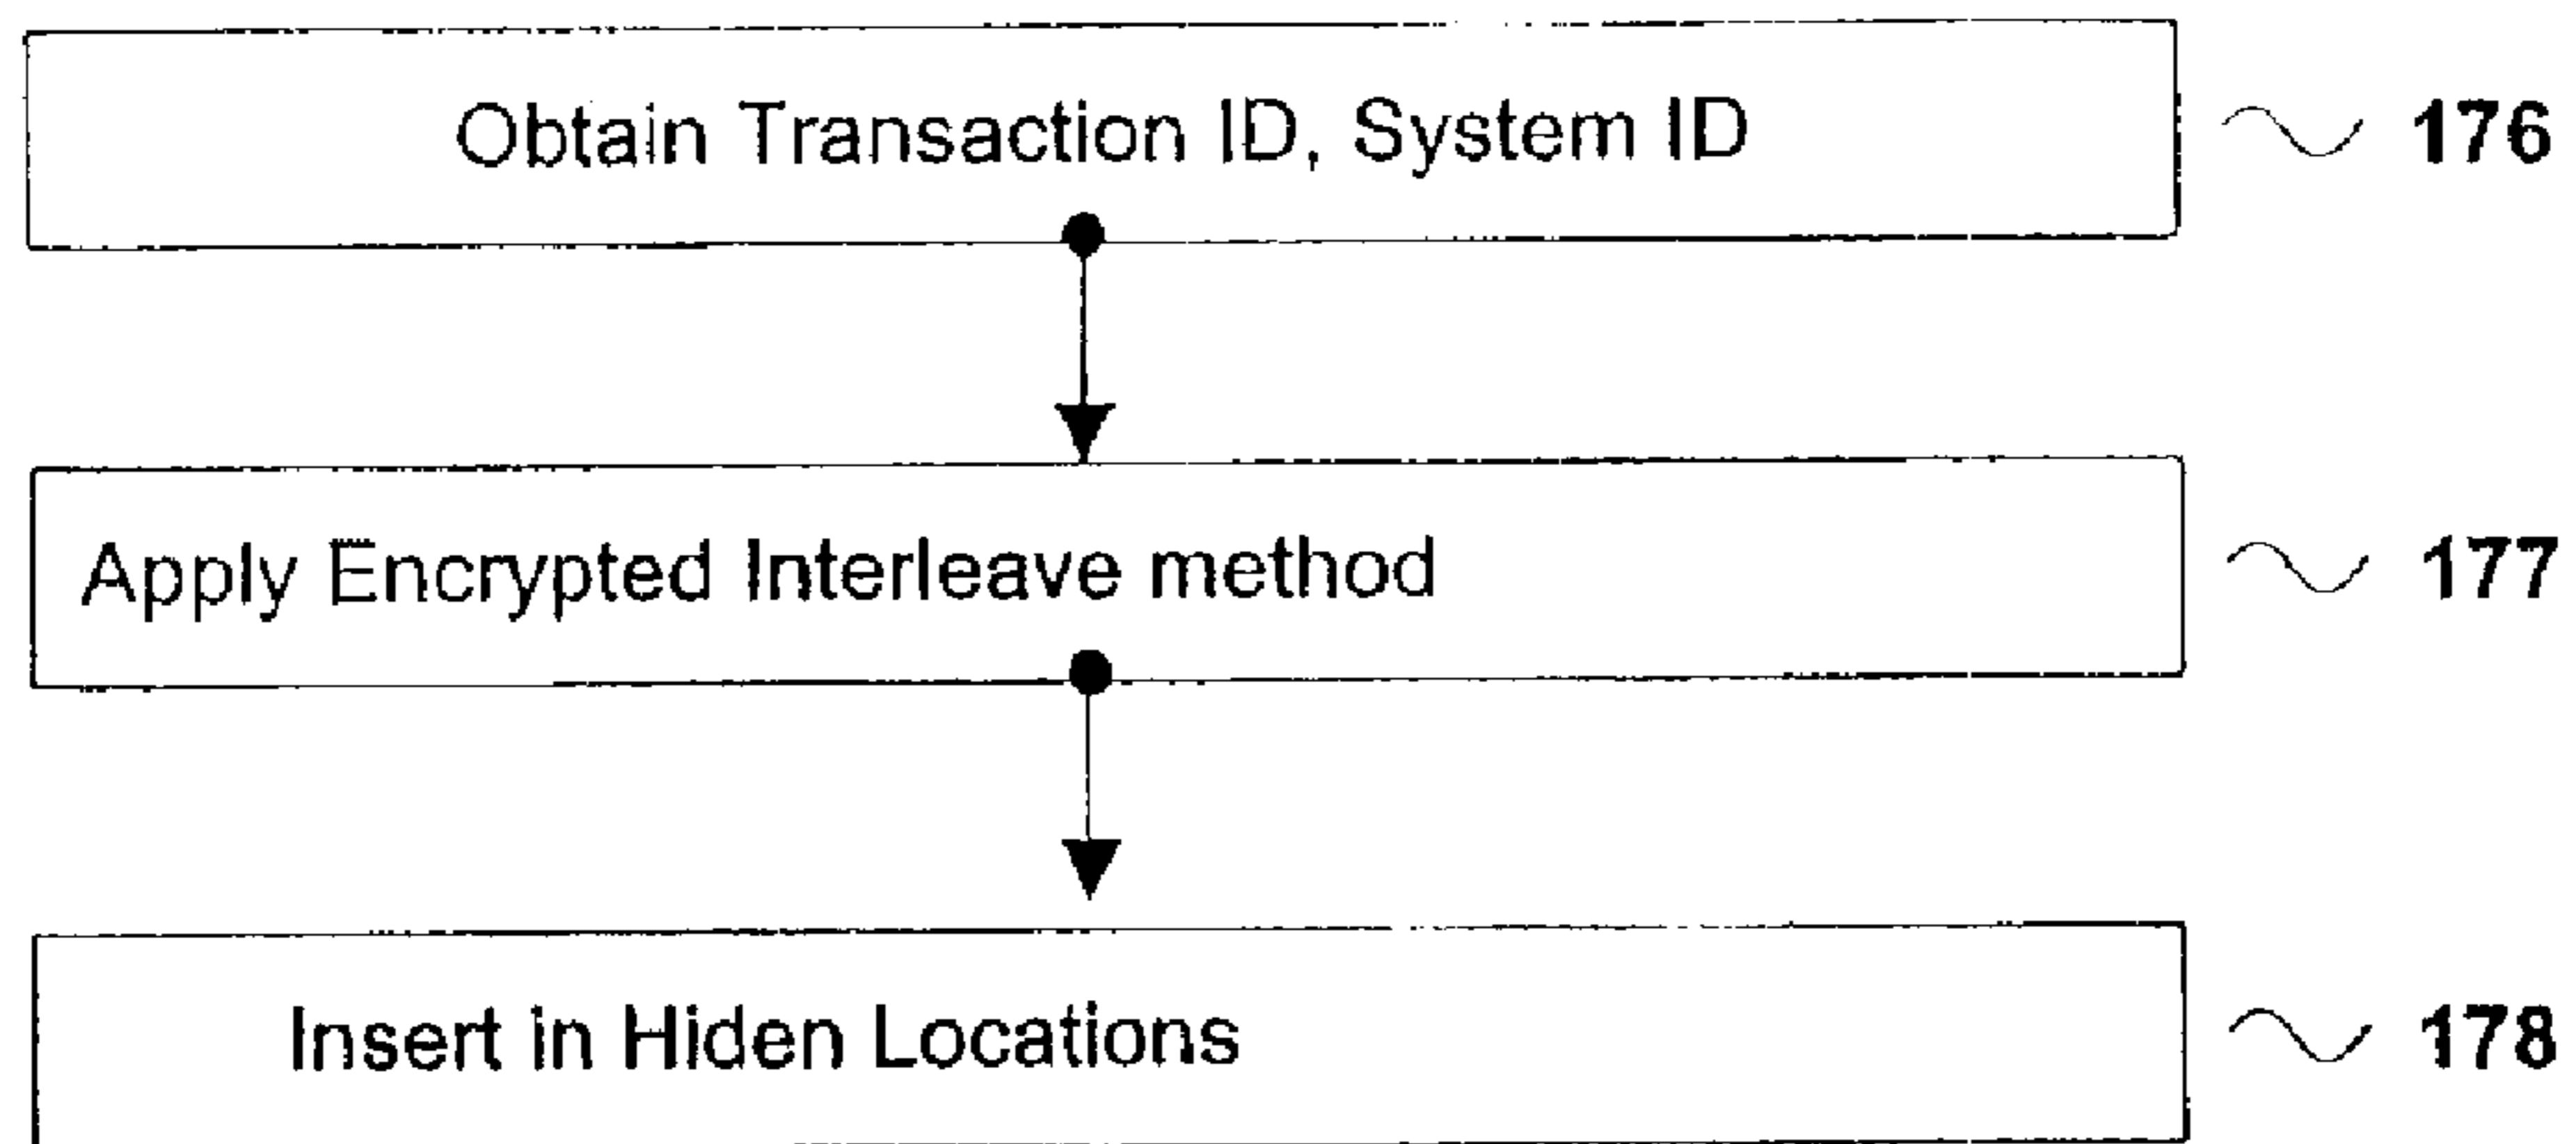 Obtain Transaction ID, System ID 176
Apply Encrypted Interleave method 177
Insert in Hiden Locations 178